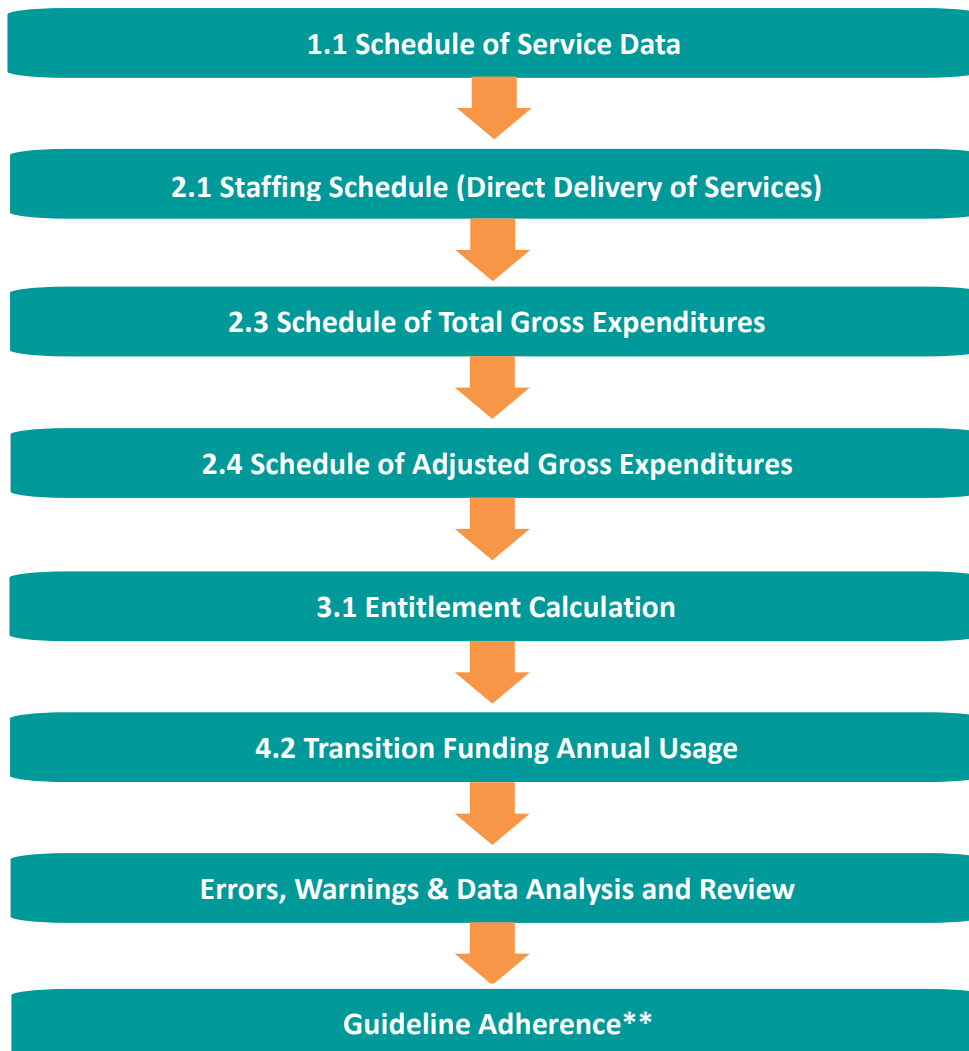 1.1 Schedule of Service Data
2.1 Staffing Schedule (Direct Delivery of Services)
2.3 Schedule of Total Gross Expenditures
2.4 Schedule of Adjusted Gross Expenditures
3.1 Entitlement Calculation
4.2 Transition Funding Annual Usage
Errors, Warnings & Data Analysis and Review
Guideline Adherence**